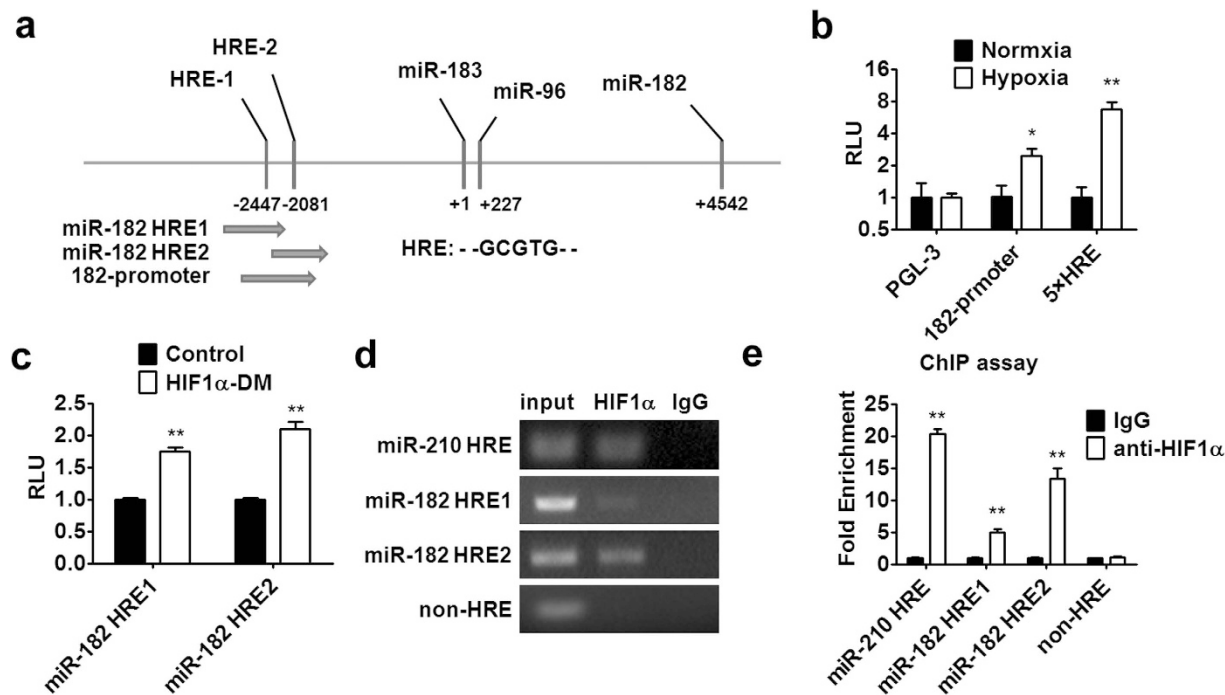 a
HRE-2
HRE-1
miR-183
miR-96
miR-182
-2447
-2081
+1
+227
+4542
miR-182 HRE1
miR-182 HRE2
182-promoter
HRE: - -GCGTG- -
b
Normxia
Hypoxia
16
8
4
2
1
0.5
RLU
*
**
PGL-3
182-prmoter
5×HRE
c
Control
HIF1α-DM
2.5
2.0
1.5
1.0
0.5
0.0
RLU
**
**
miR-182 HRE1
miR-182 HRE2
d
input HIF1α IgG
miR-210 HRE
miR-182 HRE1
miR-182 HRE2
non-HRE
e
ChIP assay
IgG
anti-HIF1α
25
20
15
10
5
0
Fold Enrichment
**
**
**
miR-210 HRE
miR-182 HRE1
miR-182 HRE2
non-HRE